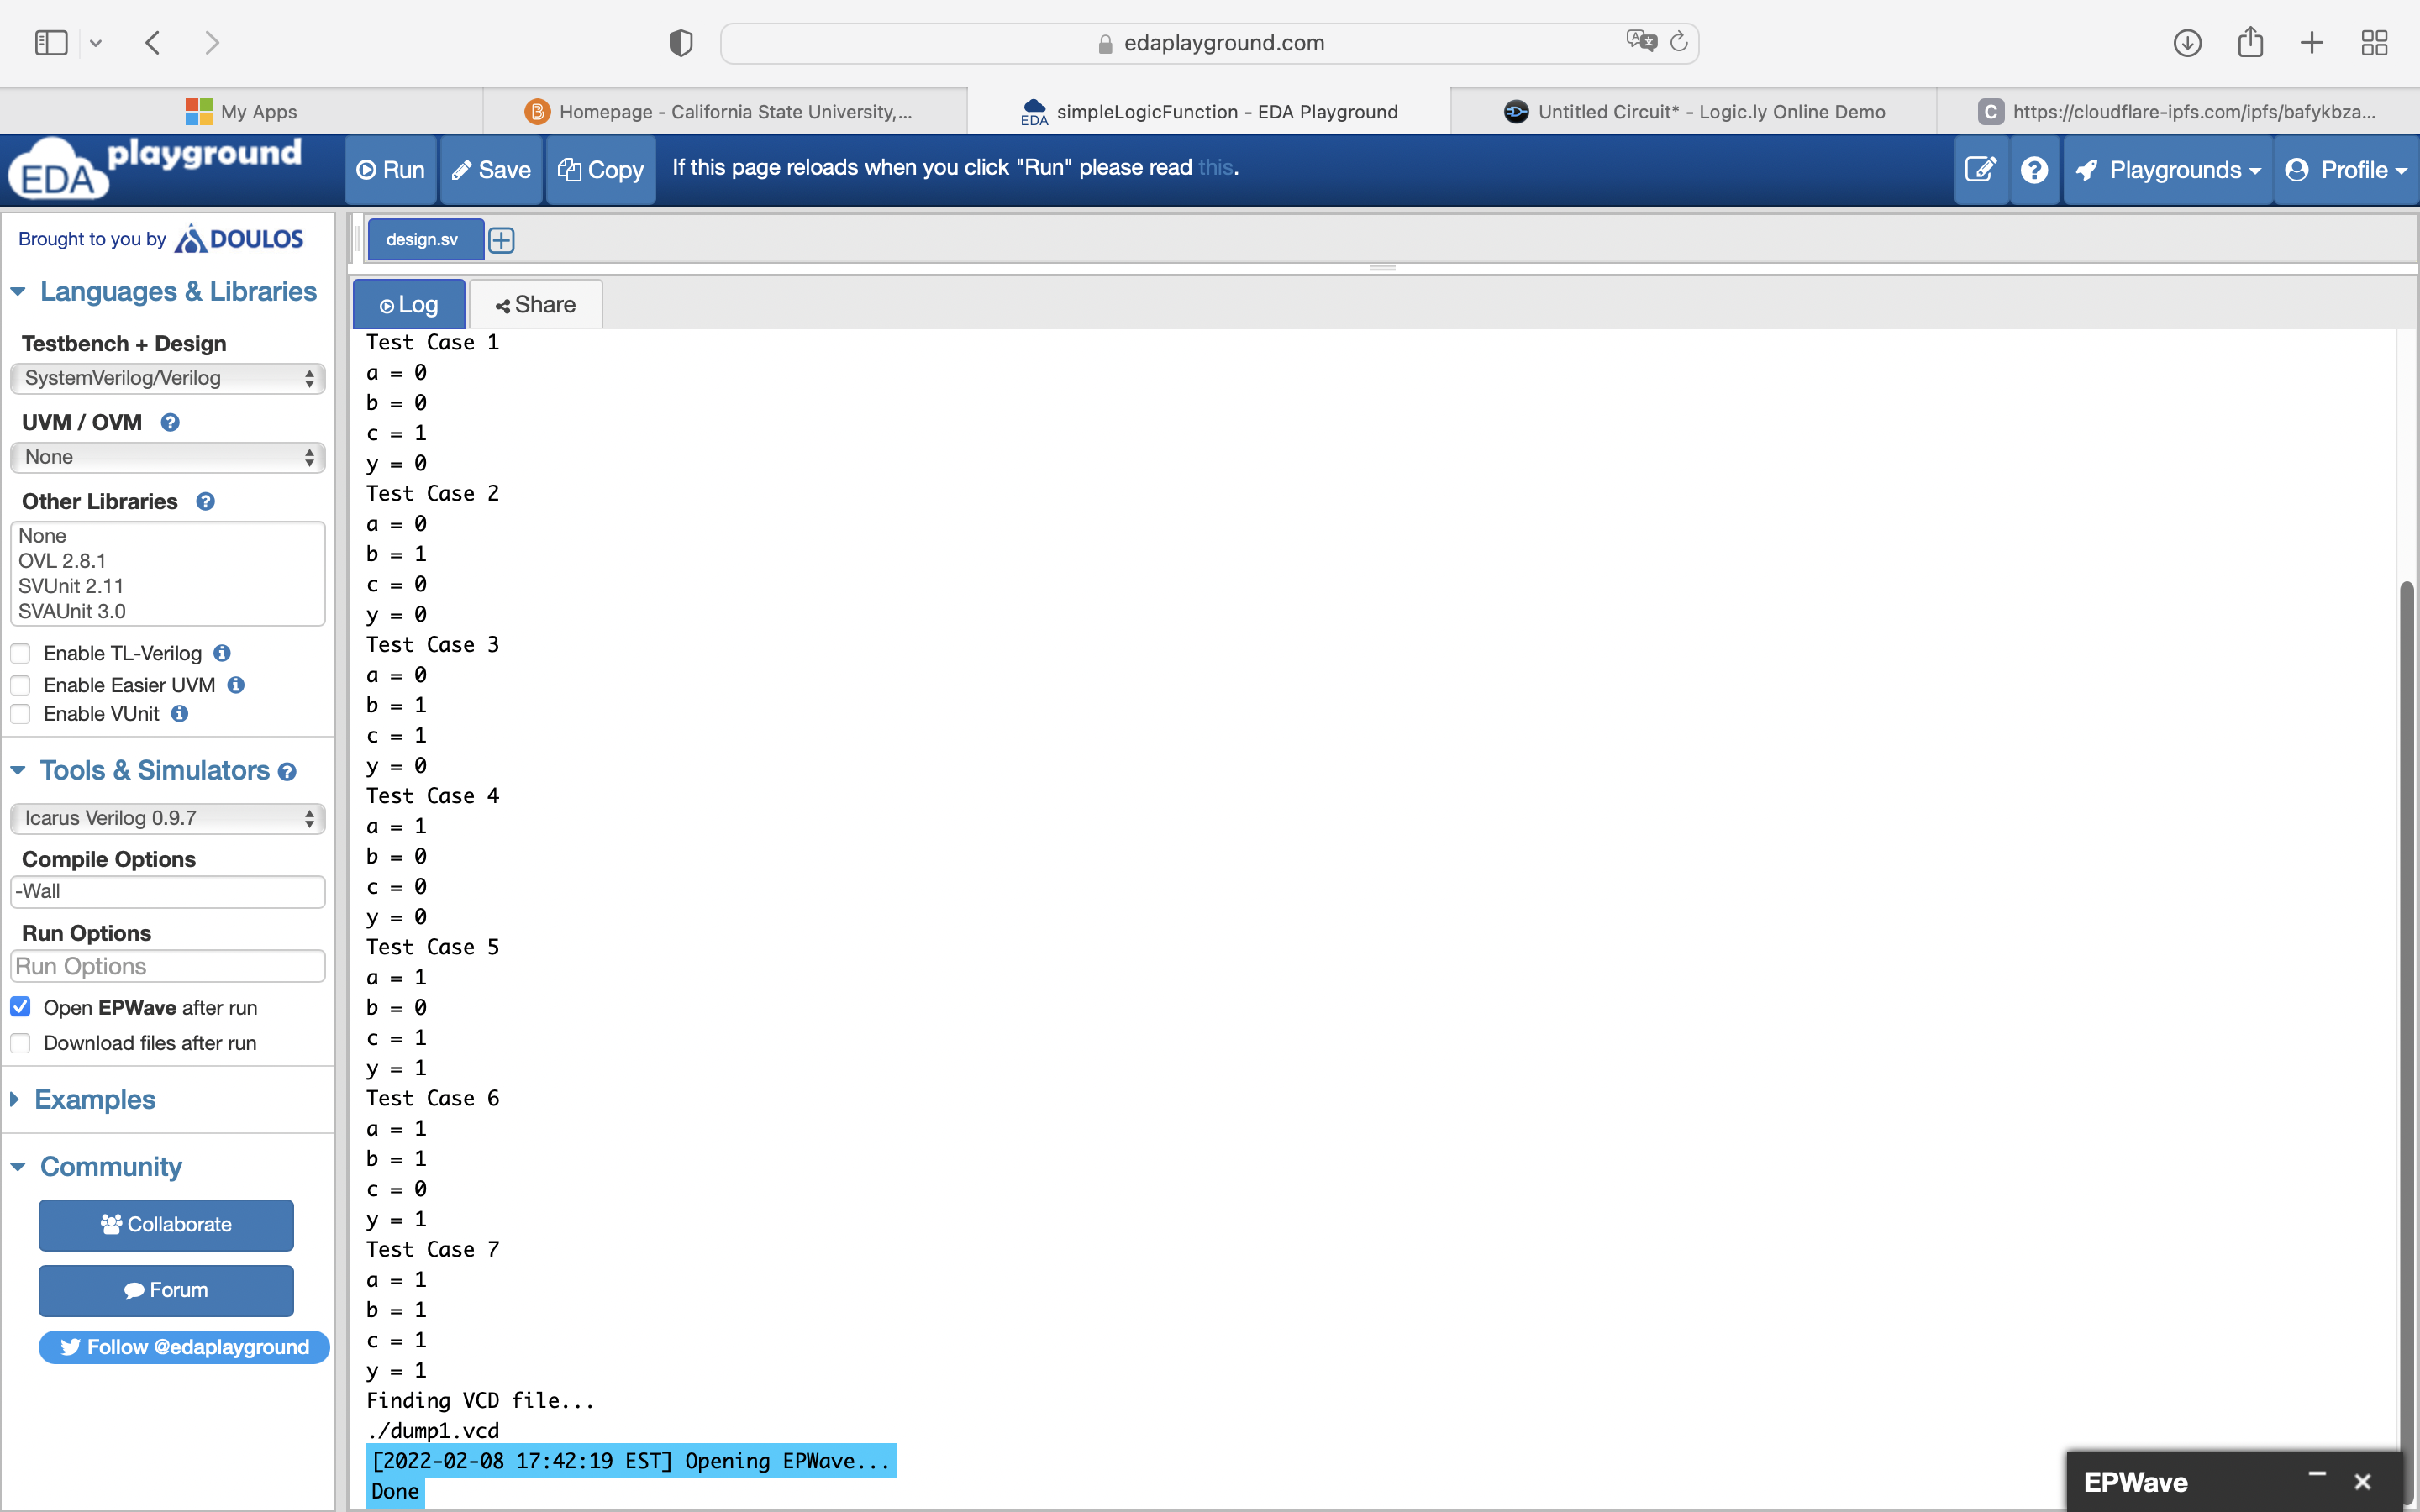 edaplayground.com
My Apps
Homepage - California State University,...
simpleLogicFunction - EDA Playground
Untitled Circuit* - Logic.ly Online Demo
https://cloudflare-ipfs.com/ipfs/bafykbza...
EDA playground
Run
Save
Copy
If this page reloads when you click "Run" please read this.
Playgrounds
Profile
Brought to you by DOULOS
Languages & Libraries
Testbench + Design
SystemVerilog/Verilog
UVM / OVM
None
Other Libraries
None
OVL 2.8.1
SVUnit 2.11
SVAUnit 3.0
Enable TL-Verilog
Enable Easier UVM
Enable VUnit
Tools & Simulators
Icarus Verilog 0.9.7
Compile Options
-Wall
Run Options
Run Options
Open EPWave after run
Download files after run
Examples
Community
Collaborate
Forum
Follow @edaplayground
design.sv
Log
Share
Test Case 1
a = 0
b = 0
c = 1
y = 0
Test Case 2
a = 0
b = 1
c = 0
y = 0
Test Case 3
a = 0
b = 1
c = 1
y = 0
Test Case 4
a = 1
b = 0
c = 0
y = 0
Test Case 5
a = 1
b = 0
c = 1
y = 1
Test Case 6
a = 1
b = 1
c = 0
y = 1
Test Case 7
a = 1
b = 1
c = 1
y = 1
Finding VCD file...
./dump1.vcd
[2022-02-08 17:42:19 EST] Opening EPWave...
Done
EPWave